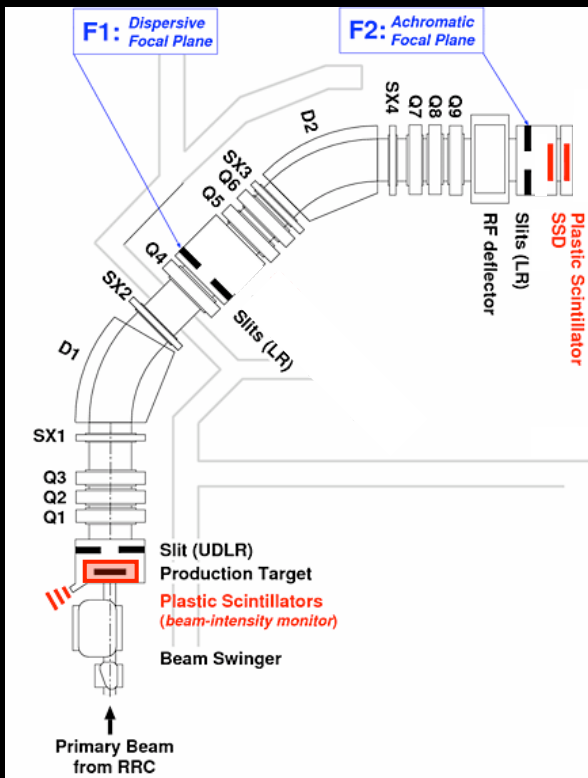 F1: Dispersive
Focal Plane
F2: Achromatic
Focal Plane
D2
SX4
Q7
Q8
Q9
SX3
Q6
Q5
Q4
SX2
RF deflector
Slits (LR)
SSD
Plastic Scintillator
Slits (LR)
D1
SX1
Q3
Q2
Q1
Slit (UDLR)
Production Target
Plastic Scintillators
(beam-intensity monitor)
Beam Swinger
Primary Beam
from RRC